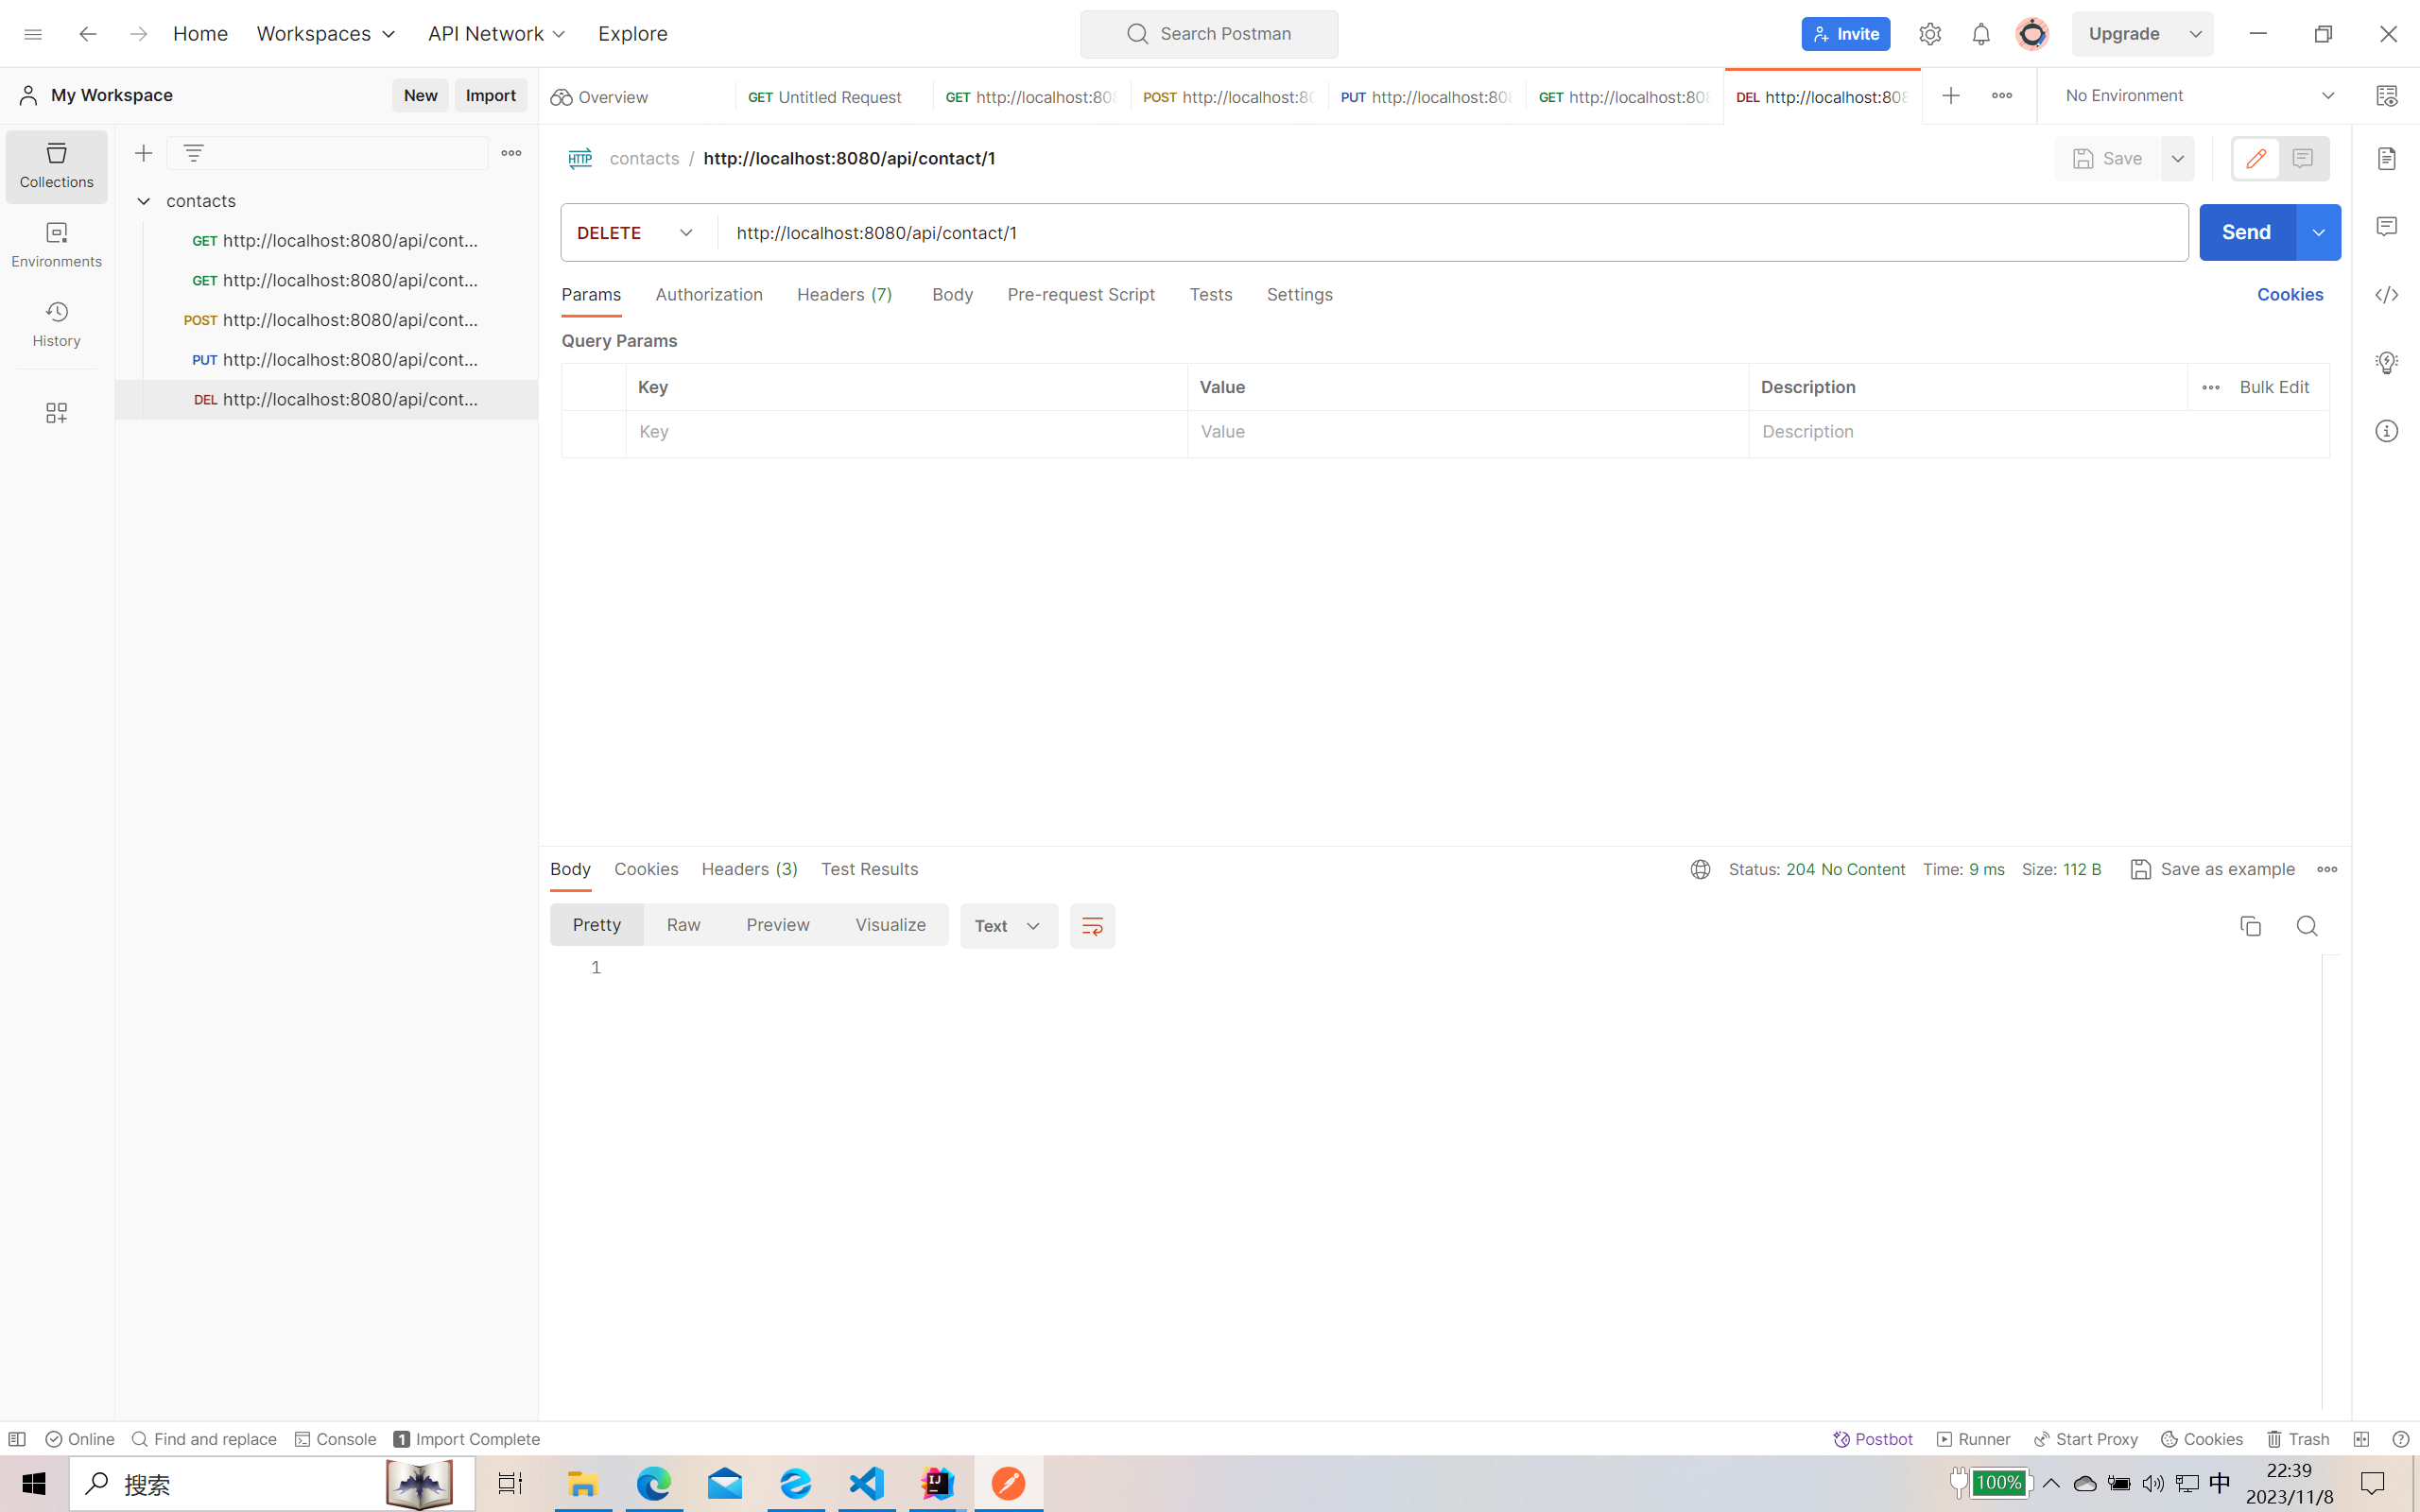 Home Workspaces API Network Explore
Search Postman
Invite
Upgrade
My Workspace
New Import
Overview
GET Untitled Request
GET http://localhost:808
POST http://localhost:80
PUT http://localhost:808
GET http://localhost:808
DEL http://localhost:808
No Environment
Collections
Environments
History
contacts
GET http://localhost:8080/api/cont...
GET http://localhost:8080/api/cont...
POST http://localhost:8080/api/cont...
PUT http://localhost:8080/api/cont...
DEL http://localhost:8080/api/cont...
HTTP contacts / http://localhost:8080/api/contact/1
Save
DELETE http://localhost:8080/api/contact/1
Send
Params Authorization Headers (7) Body Pre-request Script Tests Settings
Cookies
Query Params
Key Value Description Bulk Edit
Key Value Description
Body Cookies Headers (3) Test Results
Status: 204 No Content Time: 9 ms Size: 112 B Save as example
Pretty Raw Preview Visualize Text
1
Online Find and replace Console 1 Import Complete
Postbot Runner Start Proxy Cookies Trash
搜索
IJ
100%
中
22:39
2023/11/8